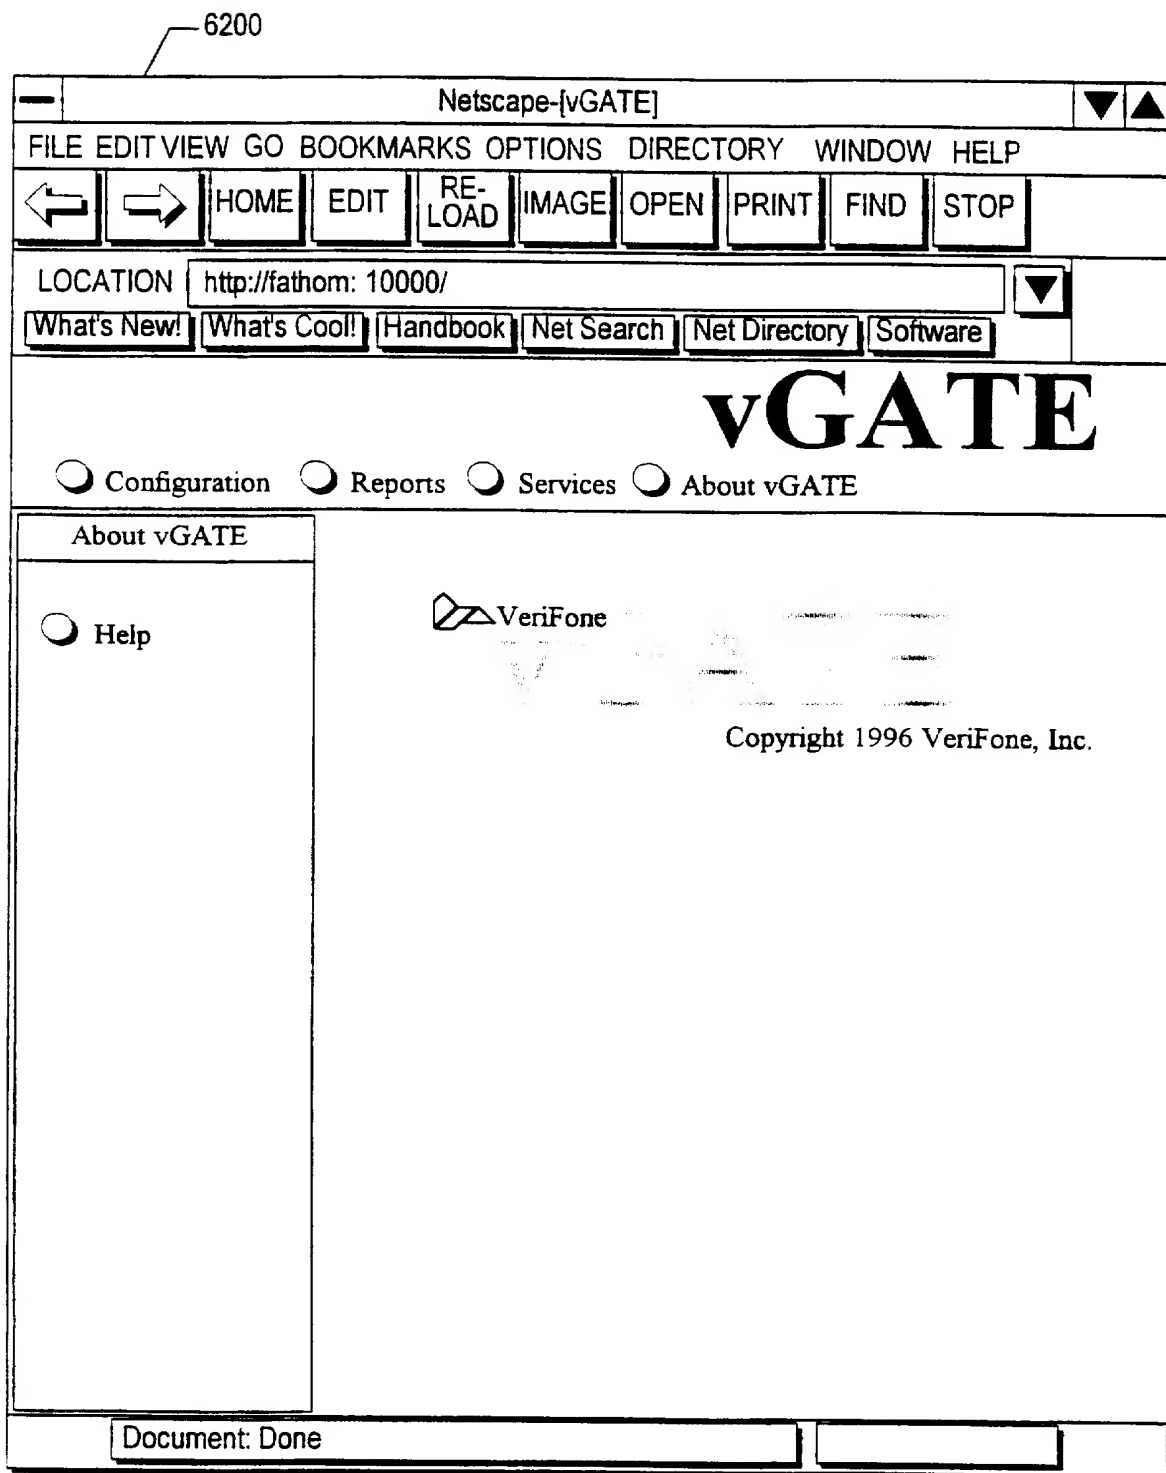 6200
Netscape-[vGATE]
FILE EDIT VIEW GO BOOKMARKS OPTIONS DIRECTORY WINDOW HELP
HOME EDIT RE-LOAD IMAGE OPEN PRINT FIND STOP
LOCATION http://fathom: 10000/
What's New! What's Cool! Handbook Net Search Net Directory Software
vGATE
Configuration Reports Services About vGATE
About vGATE
Help
VeriFone
Copyright 1996 VeriFone, Inc.
Document: Done